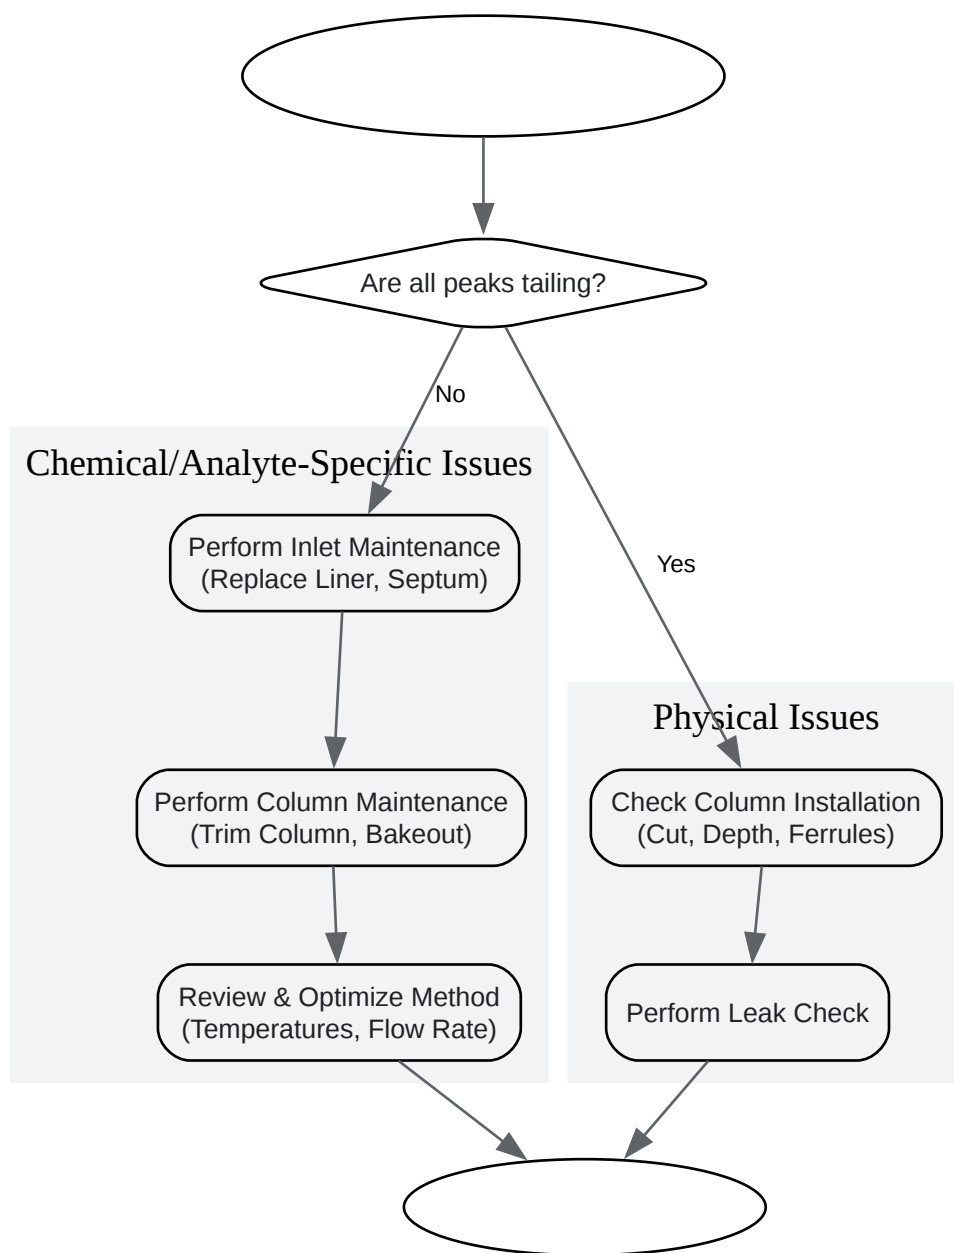 Are all peaks tailing?
No
Chemical/Analyte-Specific Issues
Perform Inlet Maintenance
(Replace Liner, Septum)
Yes
Physical Issues
Perform Column Maintenance
(Trim Column, Bakeout)
Check Column Installation
(Cut, Depth, Ferrules)
Review & Optimize Method
(Temperatures, Flow Rate)
Perform Leak Check